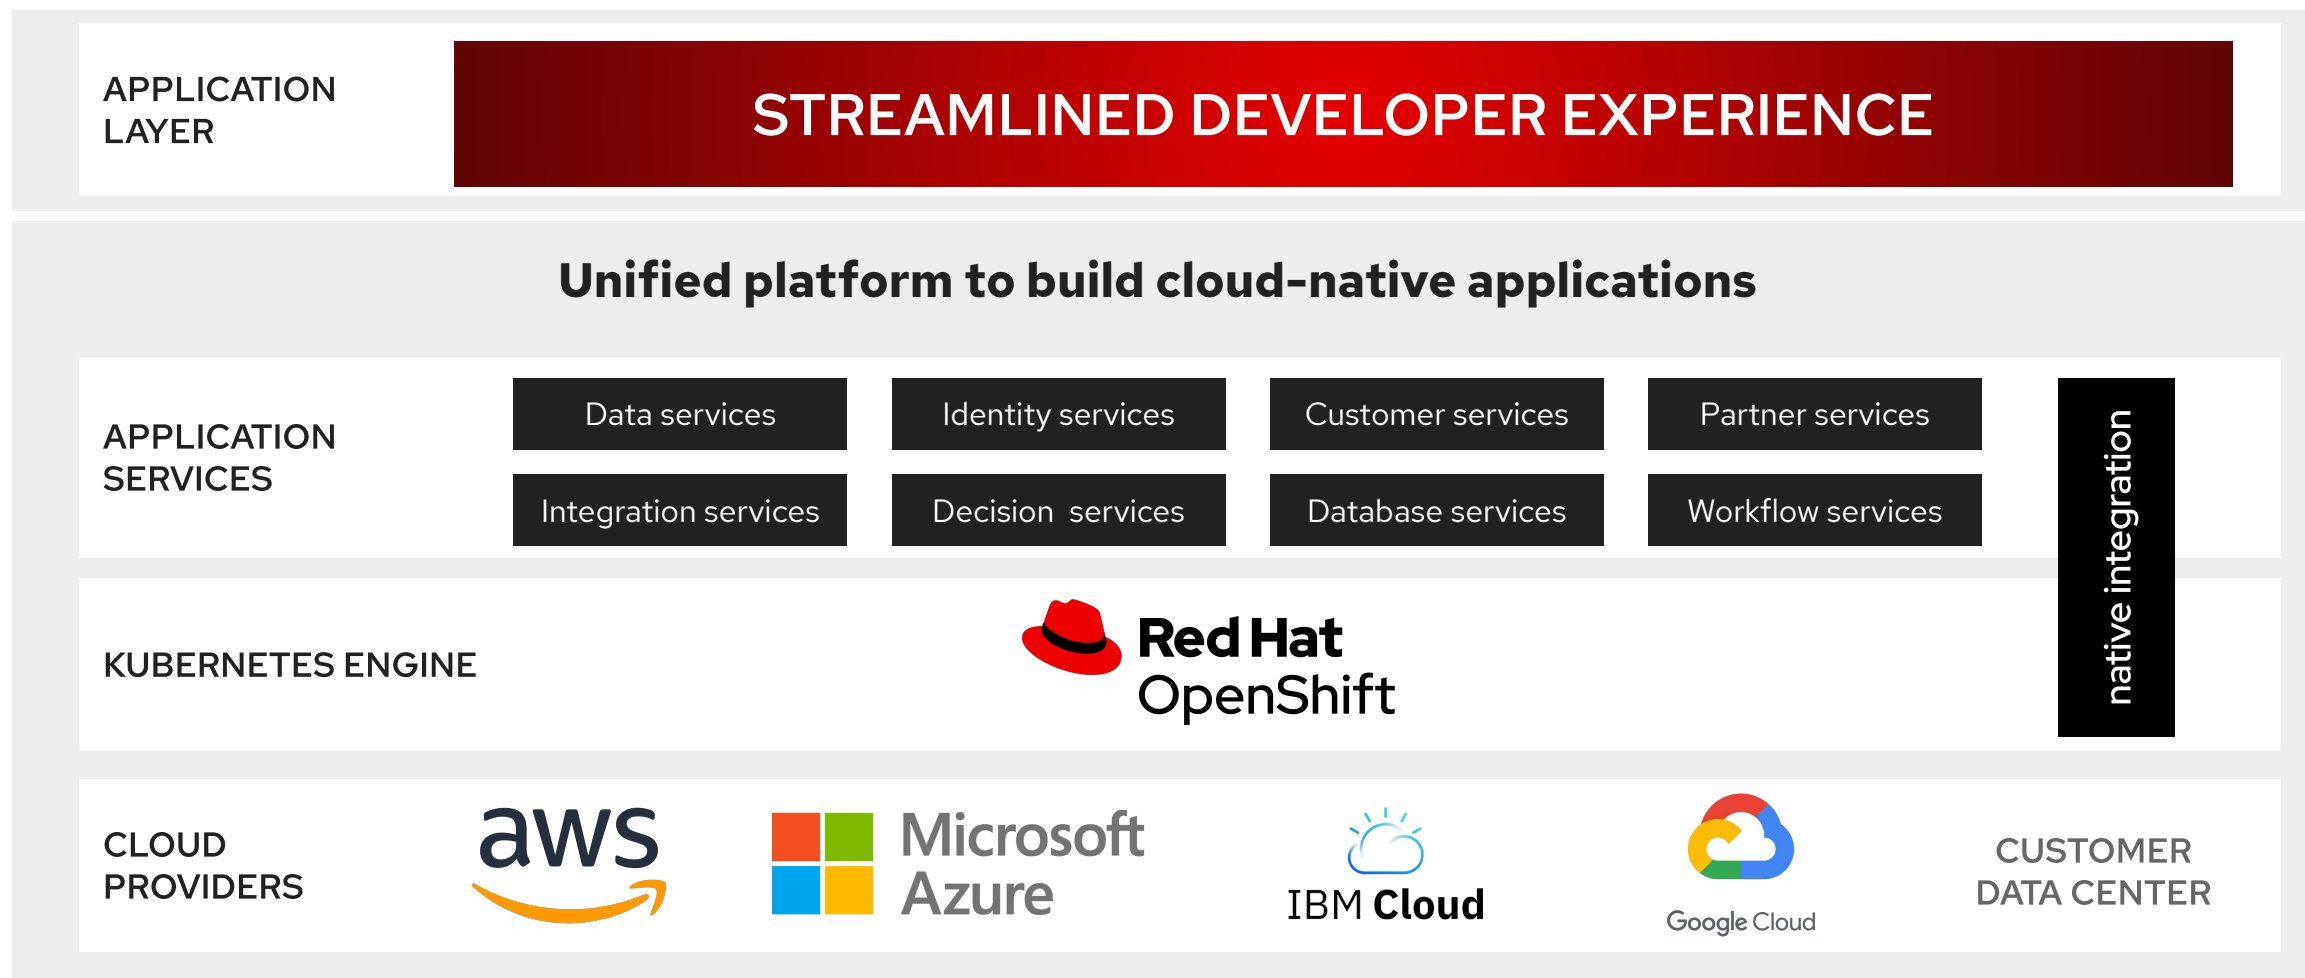 APPLICATION
LAYER
STREAMLINED DEVELOPER EXPERIENCE
Unified platform to build cloud-native applications
APPLICATION
SERVICES
Data services
Identity services
Customer services
Partner services
Integration services
Decision services
Database services
Workflow services
native integration
KUBERNETES ENGINE
Red Hat
OpenShift
CLOUD
PROVIDERS
aws
Microsoft
Azure
IBM Cloud
Google Cloud
CUSTOMER
DATA CENTER